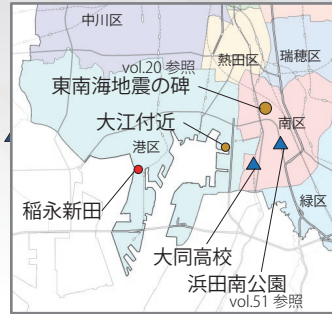 中川区
熱田区
瑞穂区
vol.20 参照
東南海地震の碑
大江付近
南区
港区
稲永新田
緑区
大同高校
浜田南公園
vol.51 参照